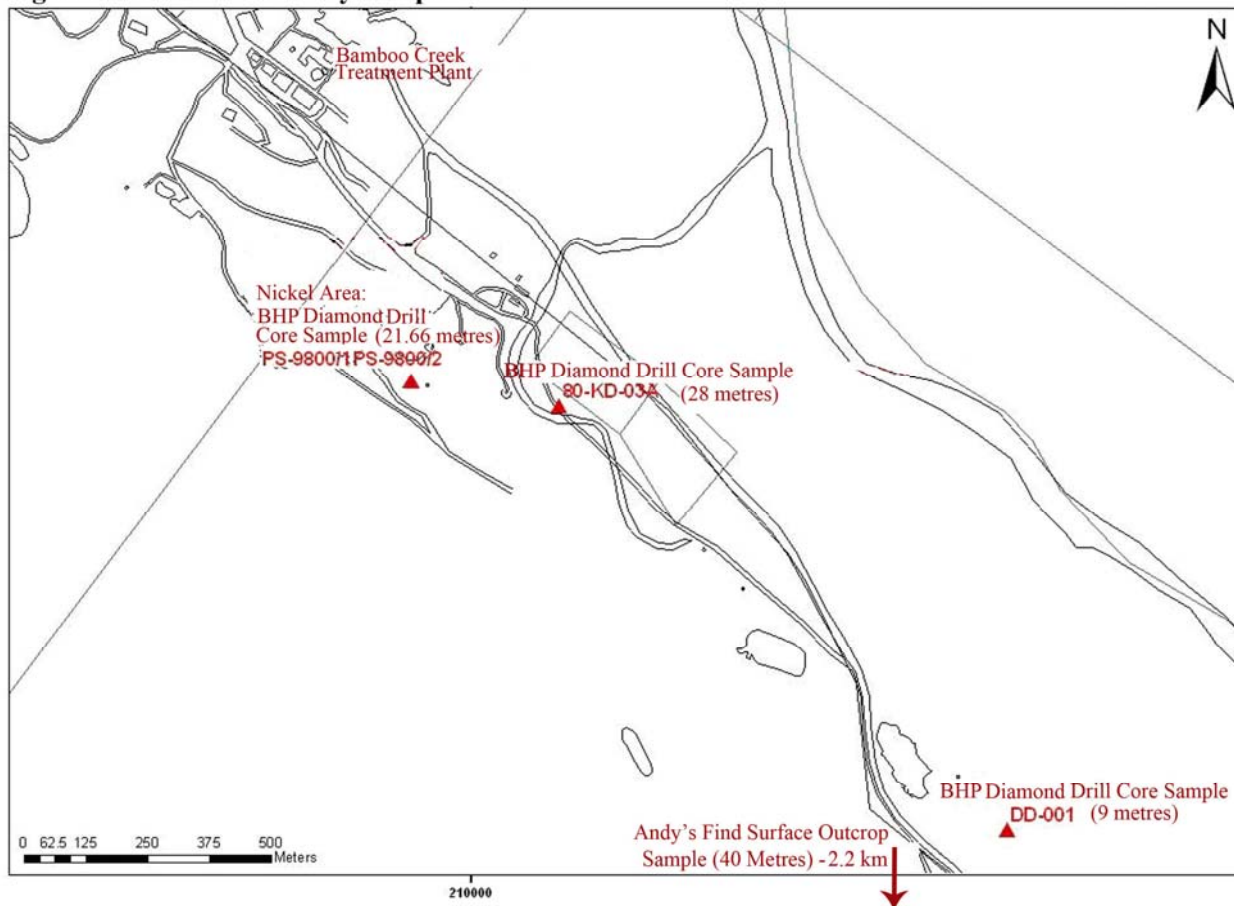 N
Bamboo Creek
Treatment Plant
Nickel Area:
BHP Diamond Drill
Core Sample (21.66 metres)
PS-9800/1PS-9800/2
BHP Diamond Drill Core Sample
80-KD-03A (28 metres)
BHP Diamond Drill Core Sample
DD-001 (9 metres)
Andy's Find Surface Outcrop
Sample (40 Metres) -2.2 km
0 62.5 125 250 375 500
Meters
210000